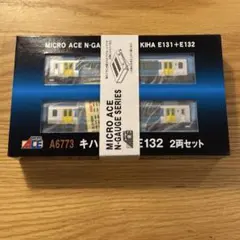 MICRO ACE N-GAUGE KIHA E131+E132
MICRO ACE
N-GAUGE SERIES
A6773 キハ E132 2両セット